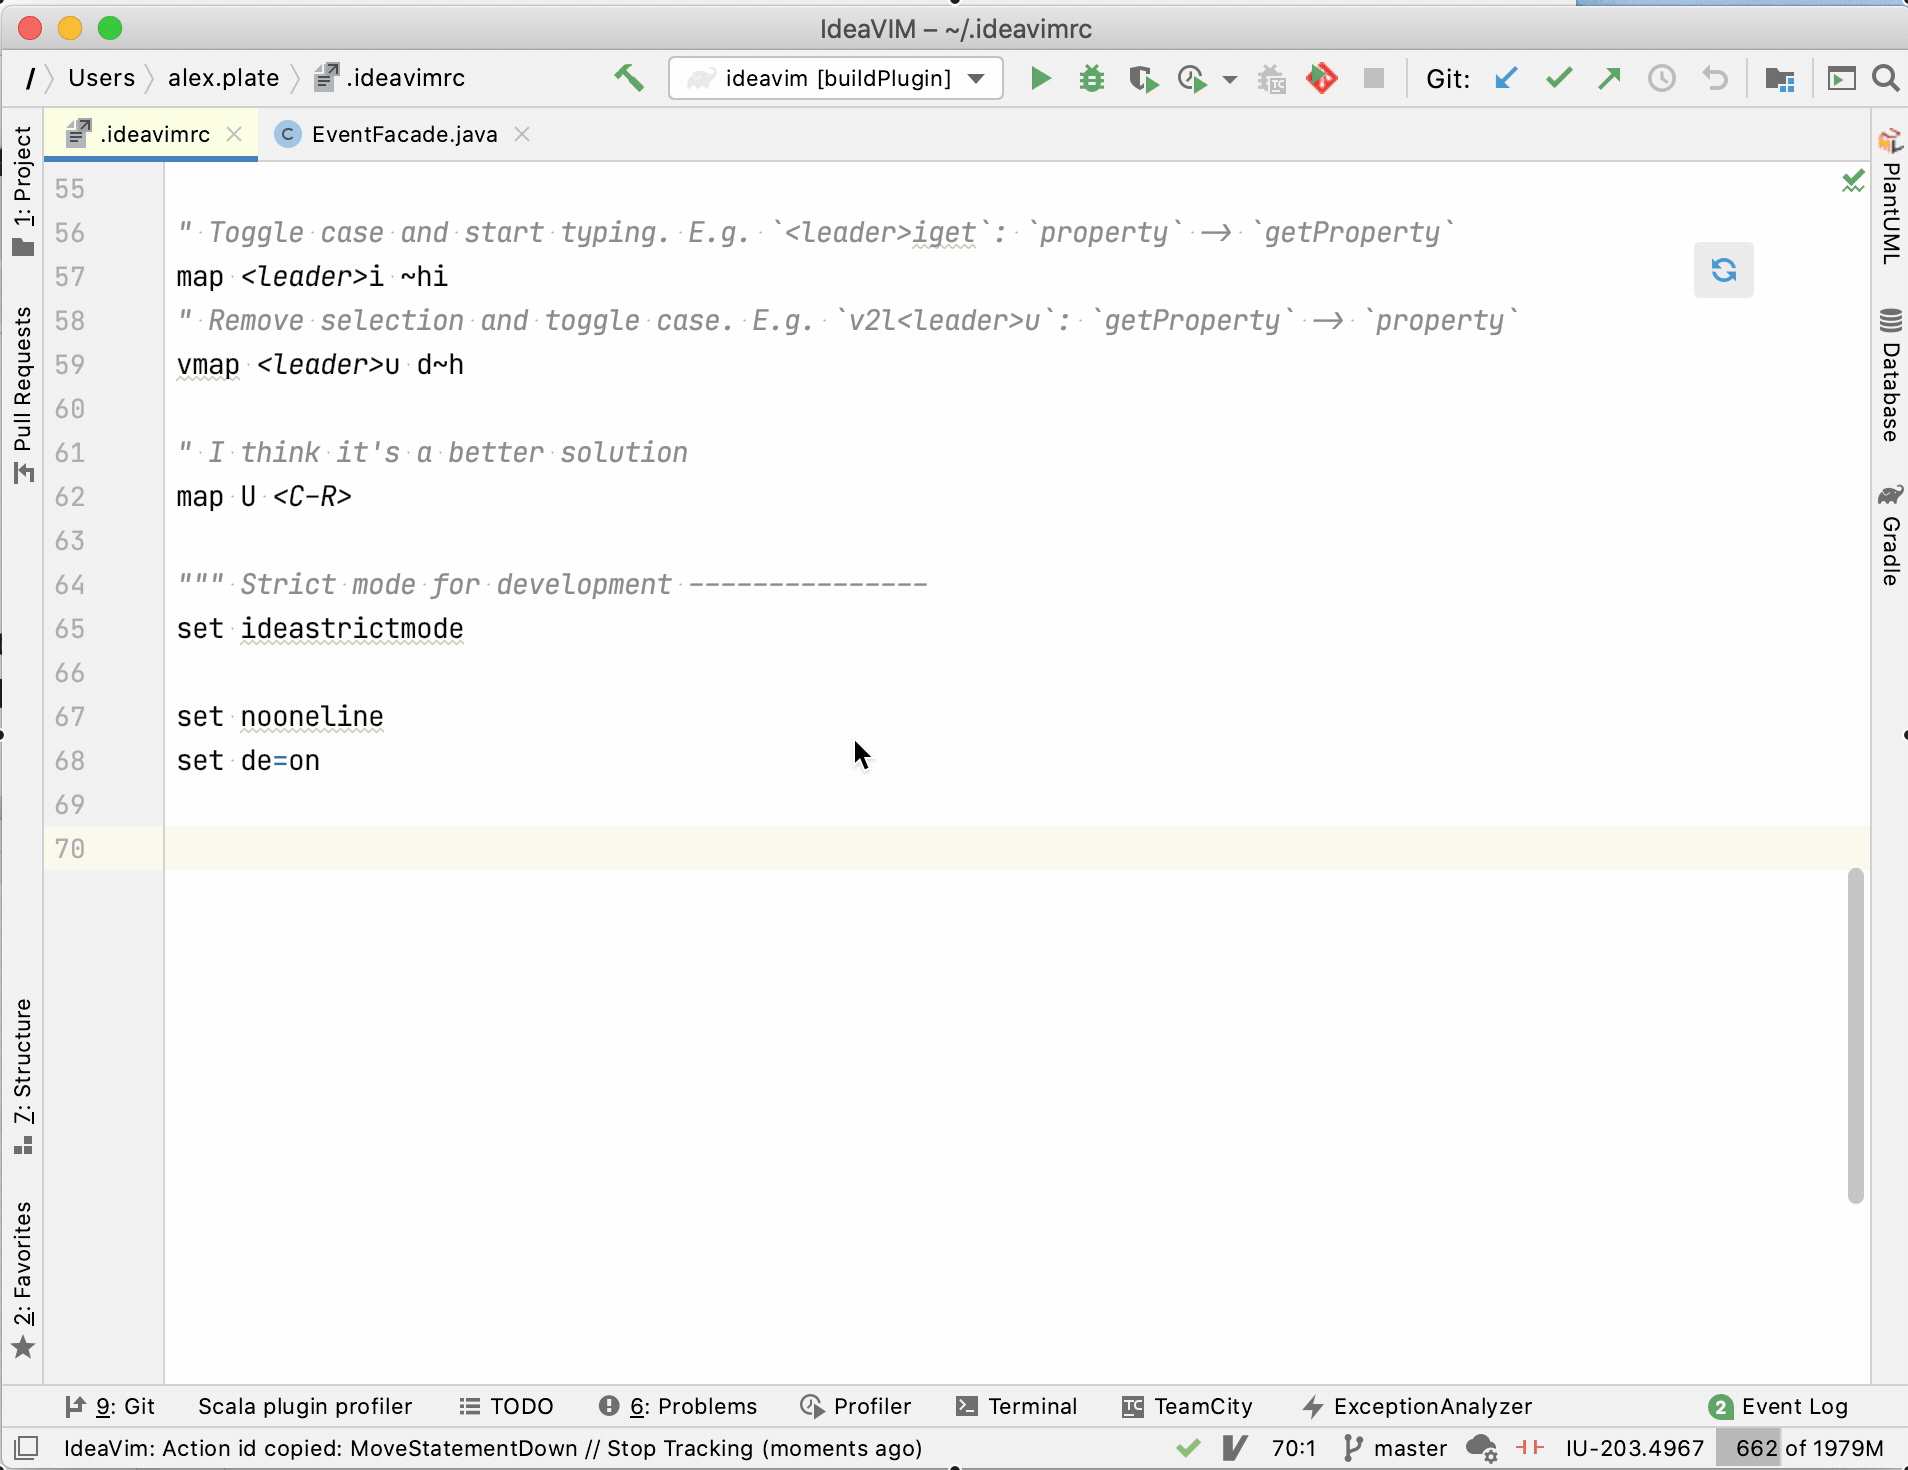 IdeaVIM – ~/.ideavimrc
/ Users alex.plate .ideavimrc ideavim [buildPlugin] Git:
.ideavimrc EventFacade.java
1: Project
Pull Requests
7: Structure
2: Favorites
55
56 " Toggle case and start typing. E.g. `<leader>iget`: `property` -> `getProperty`
57 map <leader>i ~hi
58 " Remove selection and toggle case. E.g. `v2l<leader>u`: `getProperty` -> `property`
59 vmap <leader>u d~h
60
61 " I think it's a better solution
62 map U <C-R>
63
64 """ Strict mode for development ---------------
65 set ideastrictmode
66
67 set nooneline
68 set de=on
69
70
PlantUML
Database
Gradle
9: Git Scala plugin profiler TODO 6: Problems Profiler Terminal TC TeamCity ExceptionAnalyzer 2 Event Log
IdeaVim: Action id copied: MoveStatementDown // Stop Tracking (moments ago) 70:1 master IU-203.4967 662 of 1979M